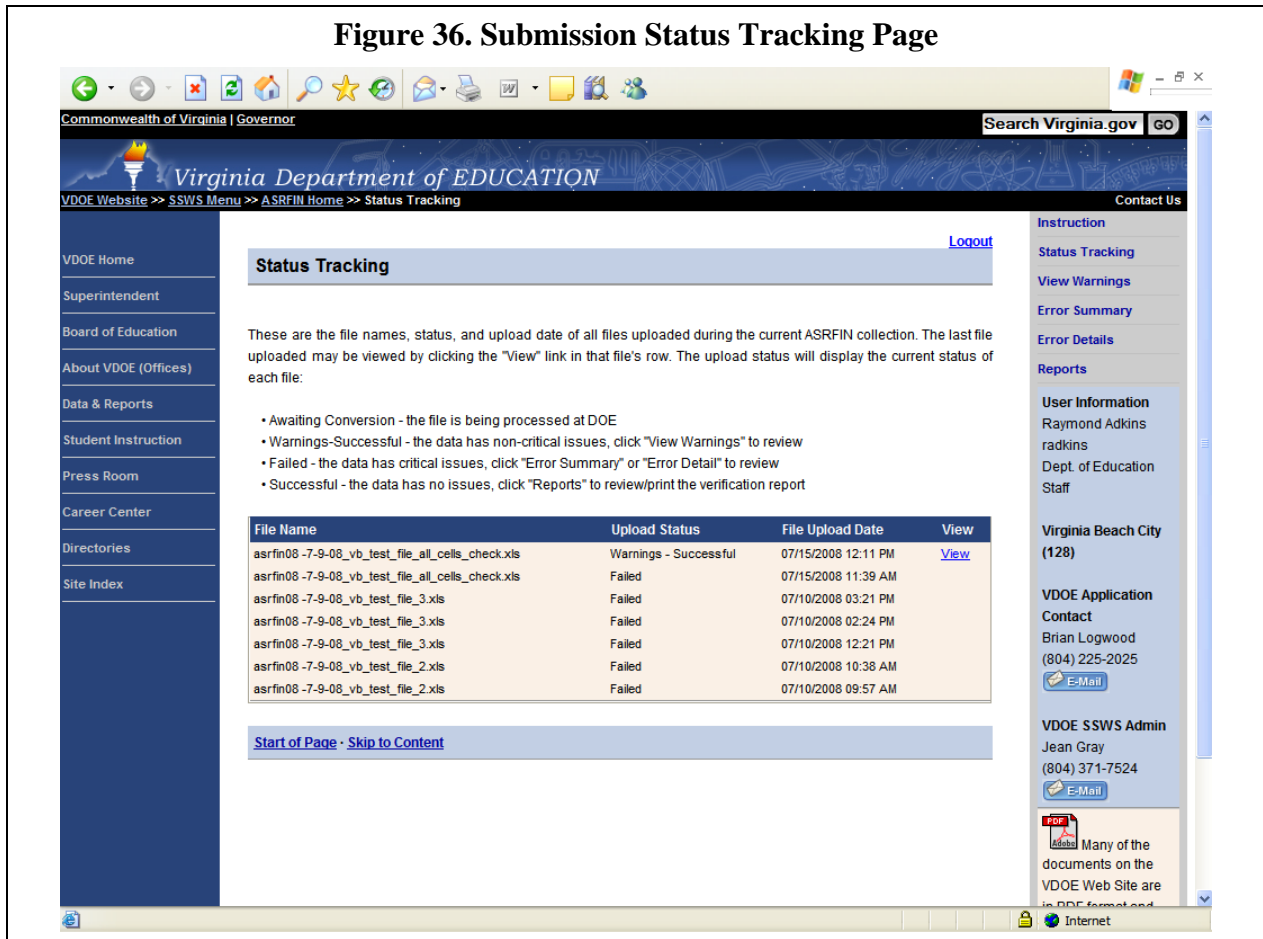 Figure 36. Submission Status Tracking Page
Commonwealth of Virginia | Governor
Search Virginia.gov GO
Virginia Department of EDUCATION
VDOE Website >> SSWS Menu >> ASRFIN Home >> Status Tracking
Contact Us
VDOE Home
Superintendent
Board of Education
About VDOE (Offices)
Data & Reports
Student Instruction
Press Room
Career Center
Directories
Site Index
Logout
Status Tracking
These are the file names, status, and upload date of all files uploaded during the current ASRFIN collection. The last file
uploaded may be viewed by clicking the "View" link in that file's row. The upload status will display the current status of
each file:
• Awaiting Conversion - the file is being processed at DOE
• Warnings-Successful - the data has non-critical issues, click "View Warnings" to review
• Failed - the data has critical issues, click "Error Summary" or "Error Detail" to review
• Successful - the data has no issues, click "Reports" to review/print the verification report
File Name Upload Status File Upload Date View
asrfin08 -7-9-08_vb_test_file_all_cells_check.xls Warnings - Successful 07/15/2008 12:11 PM View
asrfin08 -7-9-08_vb_test_file_all_cells_check.xls Failed 07/15/2008 11:39 AM
asrfin08 -7-9-08_vb_test_file_3.xls Failed 07/10/2008 03:21 PM
asrfin08 -7-9-08_vb_test_file_3.xls Failed 07/10/2008 02:24 PM
asrfin08 -7-9-08_vb_test_file_3.xls Failed 07/10/2008 12:21 PM
asrfin08 -7-9-08_vb_test_file_2.xls Failed 07/10/2008 10:38 AM
asrfin08 -7-9-08_vb_test_file_2.xls Failed 07/10/2008 09:57 AM
Start of Page · Skip to Content
Instruction
Status Tracking
View Warnings
Error Summary
Error Details
Reports
User Information
Raymond Adkins
radkins
Dept. of Education
Staff
Virginia Beach City
(128)
VDOE Application
Contact
Brian Logwood
(804) 225-2025
E-Mail
VDOE SSWS Admin
Jean Gray
(804) 371-7524
E-Mail
PDF
Adobe Many of the
documents on the
VDOE Web Site are
in PDF format and
Internet